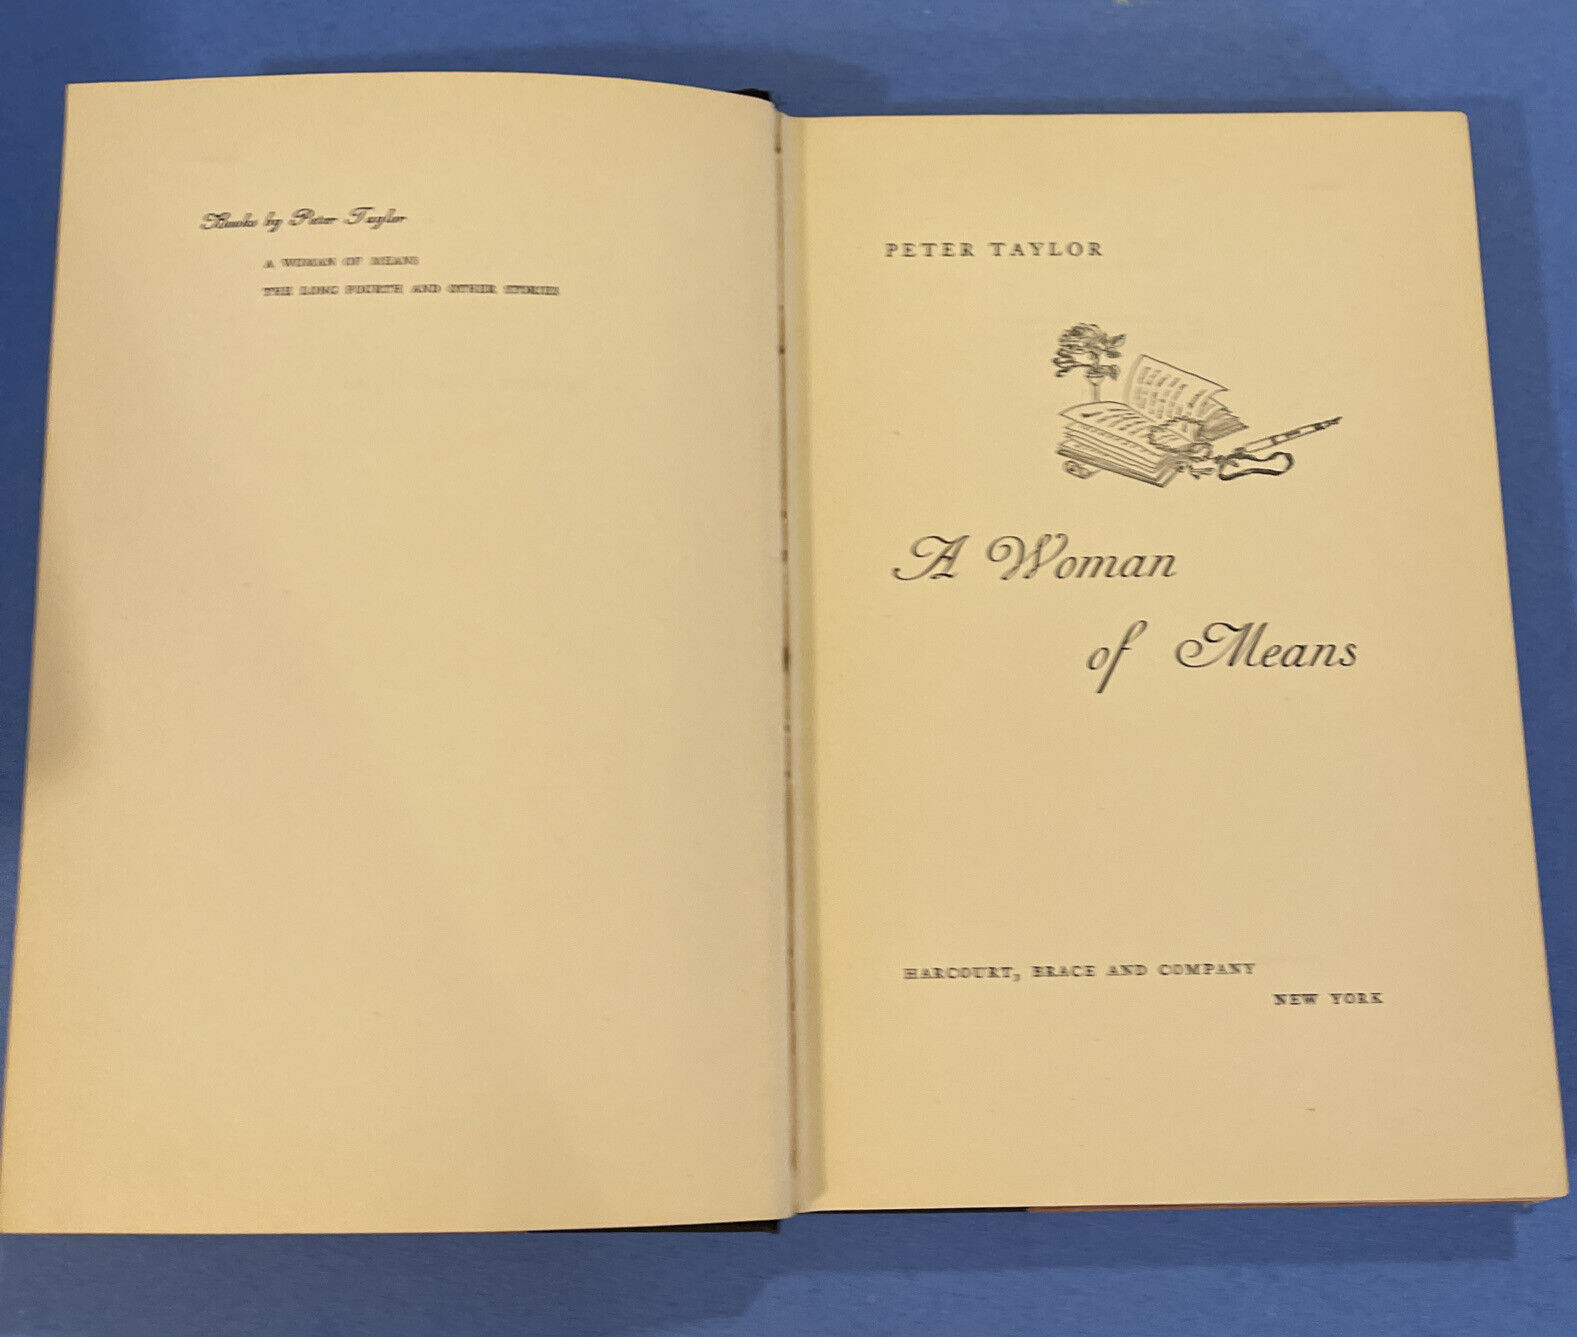 Books by Peter Taylor
A WOMAN OF MEANS
THE LONG FOURTH AND OTHER STORIES
PETER TAYLOR
A Woman
of Means
HARCOURT, BRACE AND COMPANY
NEW YORK